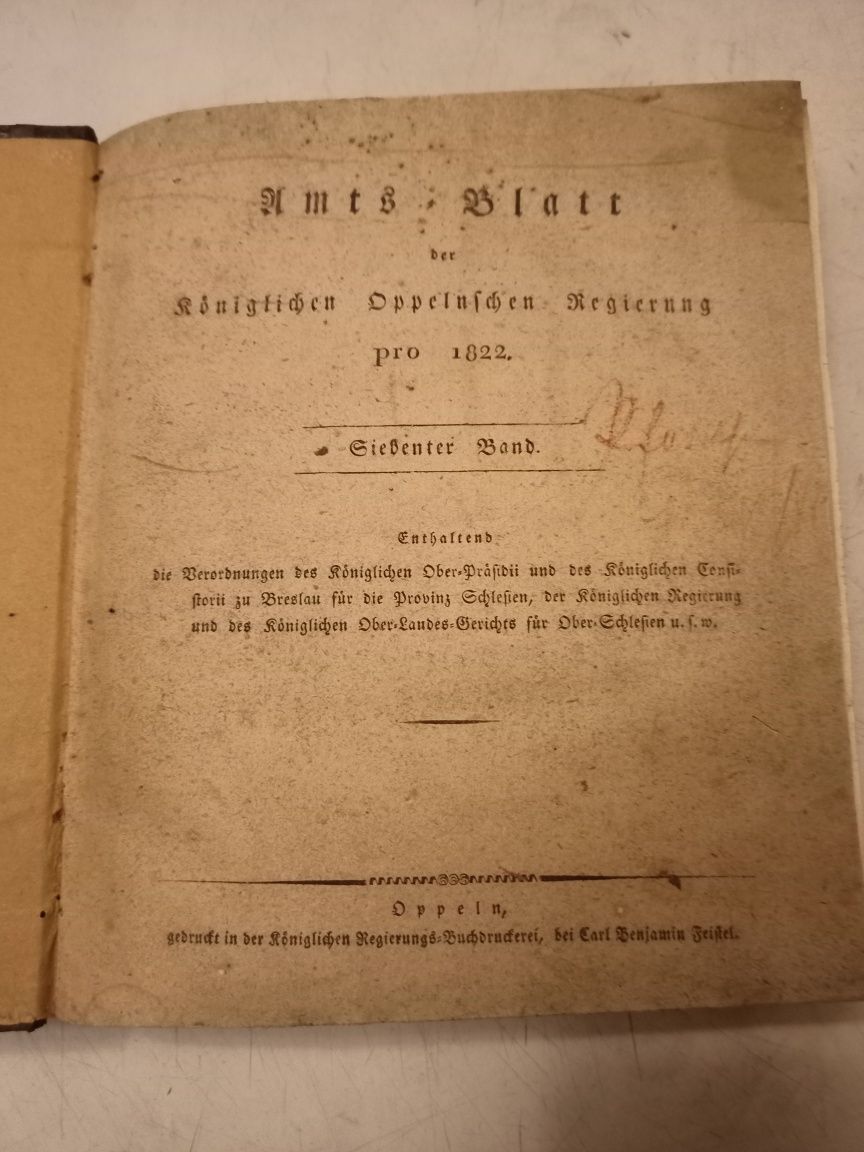 Amts-Blatt
der
Königlichen Oppelnschen Regierung
pro 1822.
Siebenter Band.
Enthaltend
die Verordnungen des Königlichen Ober-Präsidii und des Königlichen Consi-
storii zu Breslau für die Provinz Schlesien, der Königlichen Regierung
und des Königlichen Ober-Landes-Gerichts für Ober-Schlesien u. s. w.
Oppeln,
gedruckt in der Königlichen Regierungs-Buchdruckerei, bei Carl Benjamin Feistel.